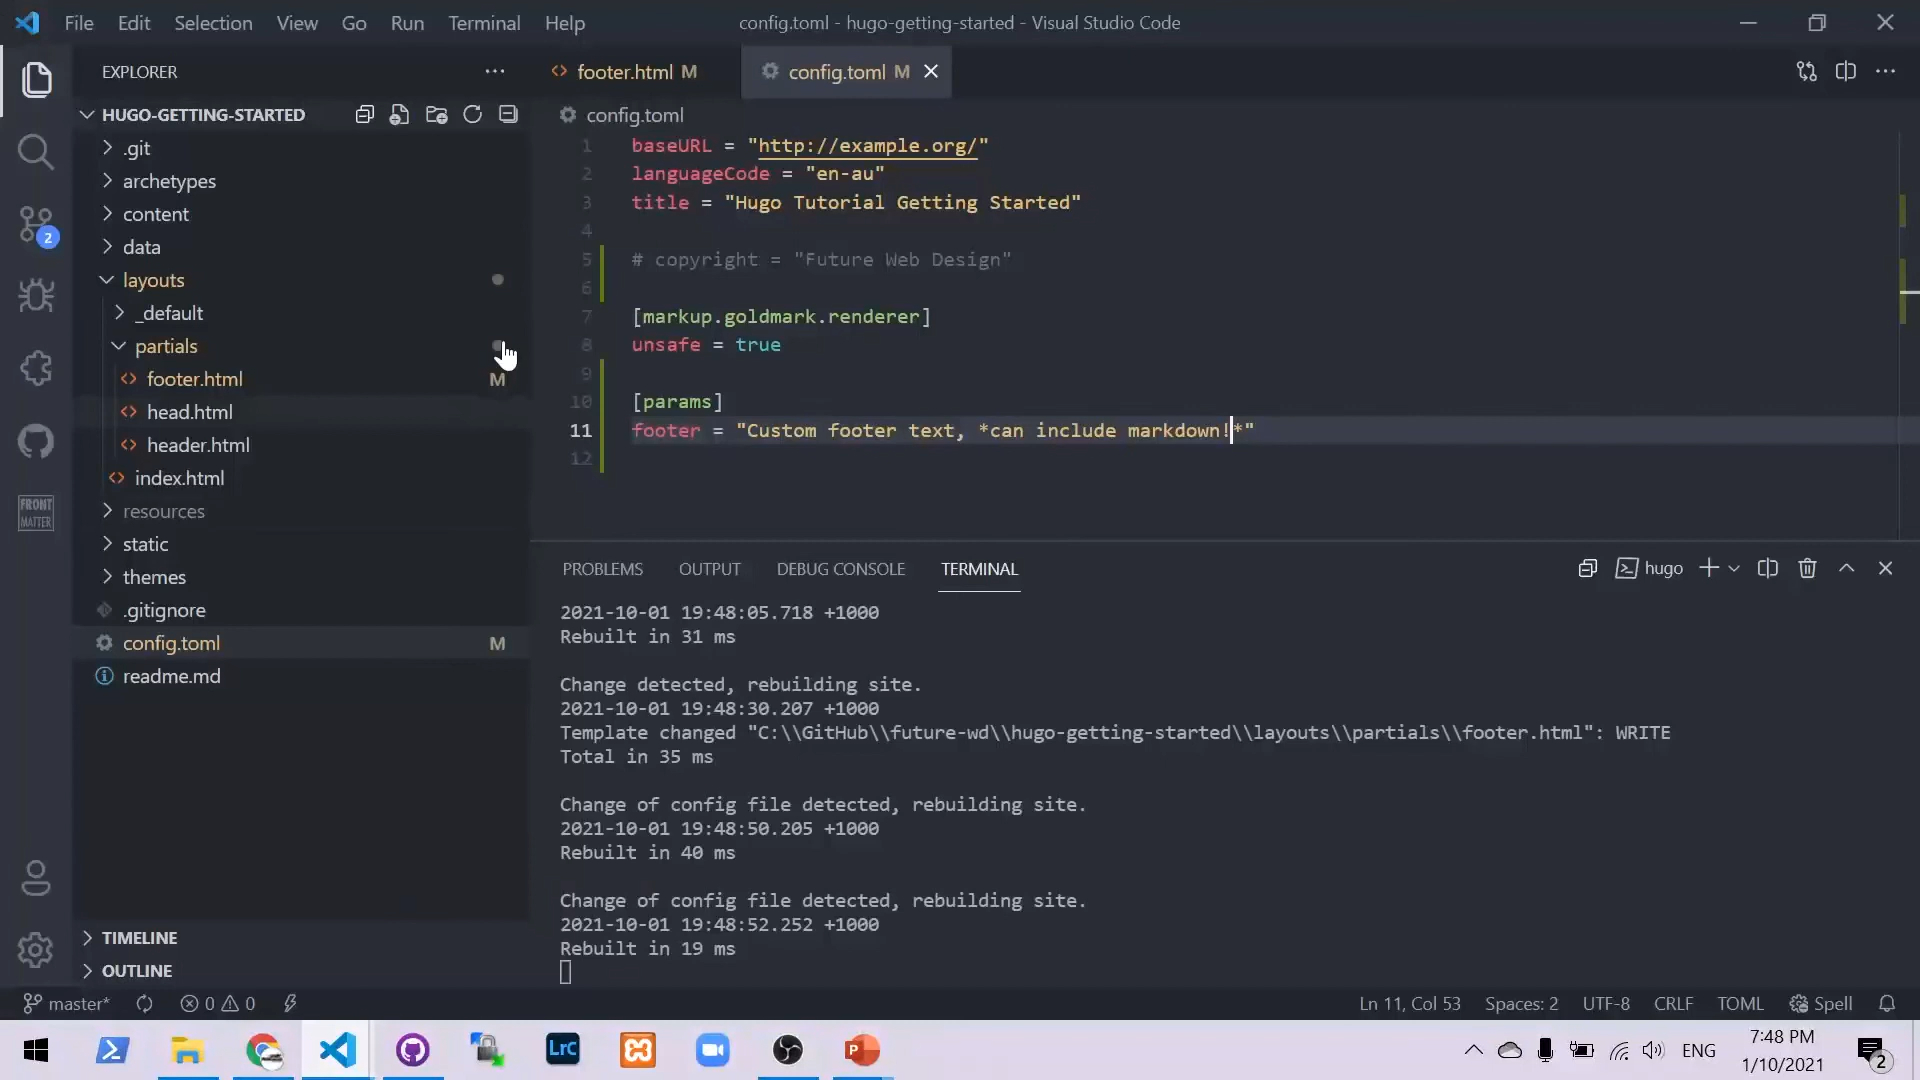 File Edit Selection View Go Run Terminal Help
config.toml - hugo-getting-started - Visual Studio Code
EXPLORER
footer.html M
config.toml M
HUGO-GETTING-STARTED
config.toml
.git
archetypes
content
data
layouts
_default
partials
footer.html M
head.html
header.html
index.html
resources
static
themes
.gitignore
config.toml M
readme.md
TIMELINE
OUTLINE
2
FRONT
MATTER
1 baseURL = "http://example.org/"
2 languageCode = "en-au"
3 title = "Hugo Tutorial Getting Started"
4
5 # copyright = "Future Web Design"
6
7 [markup.goldmark.renderer]
8 unsafe = true
9
10 [params]
11 footer = "Custom footer text, *can include markdown!*"
12
PROBLEMS OUTPUT DEBUG CONSOLE TERMINAL
hugo
2021-10-01 19:48:05.718 +1000
Rebuilt in 31 ms
Change detected, rebuilding site.
2021-10-01 19:48:30.207 +1000
Template changed "C:\\GitHub\\future-wd\\hugo-getting-started\\layouts\\partials\\footer.html": WRITE
Total in 35 ms
Change of config file detected, rebuilding site.
2021-10-01 19:48:50.205 +1000
Rebuilt in 40 ms
Change of config file detected, rebuilding site.
2021-10-01 19:48:52.252 +1000
Rebuilt in 19 ms
master* 0 0
Ln 11, Col 53 Spaces: 2 UTF-8 CRLF TOML Spell
LrC
P
ENG
7:48 PM
1/10/2021
2